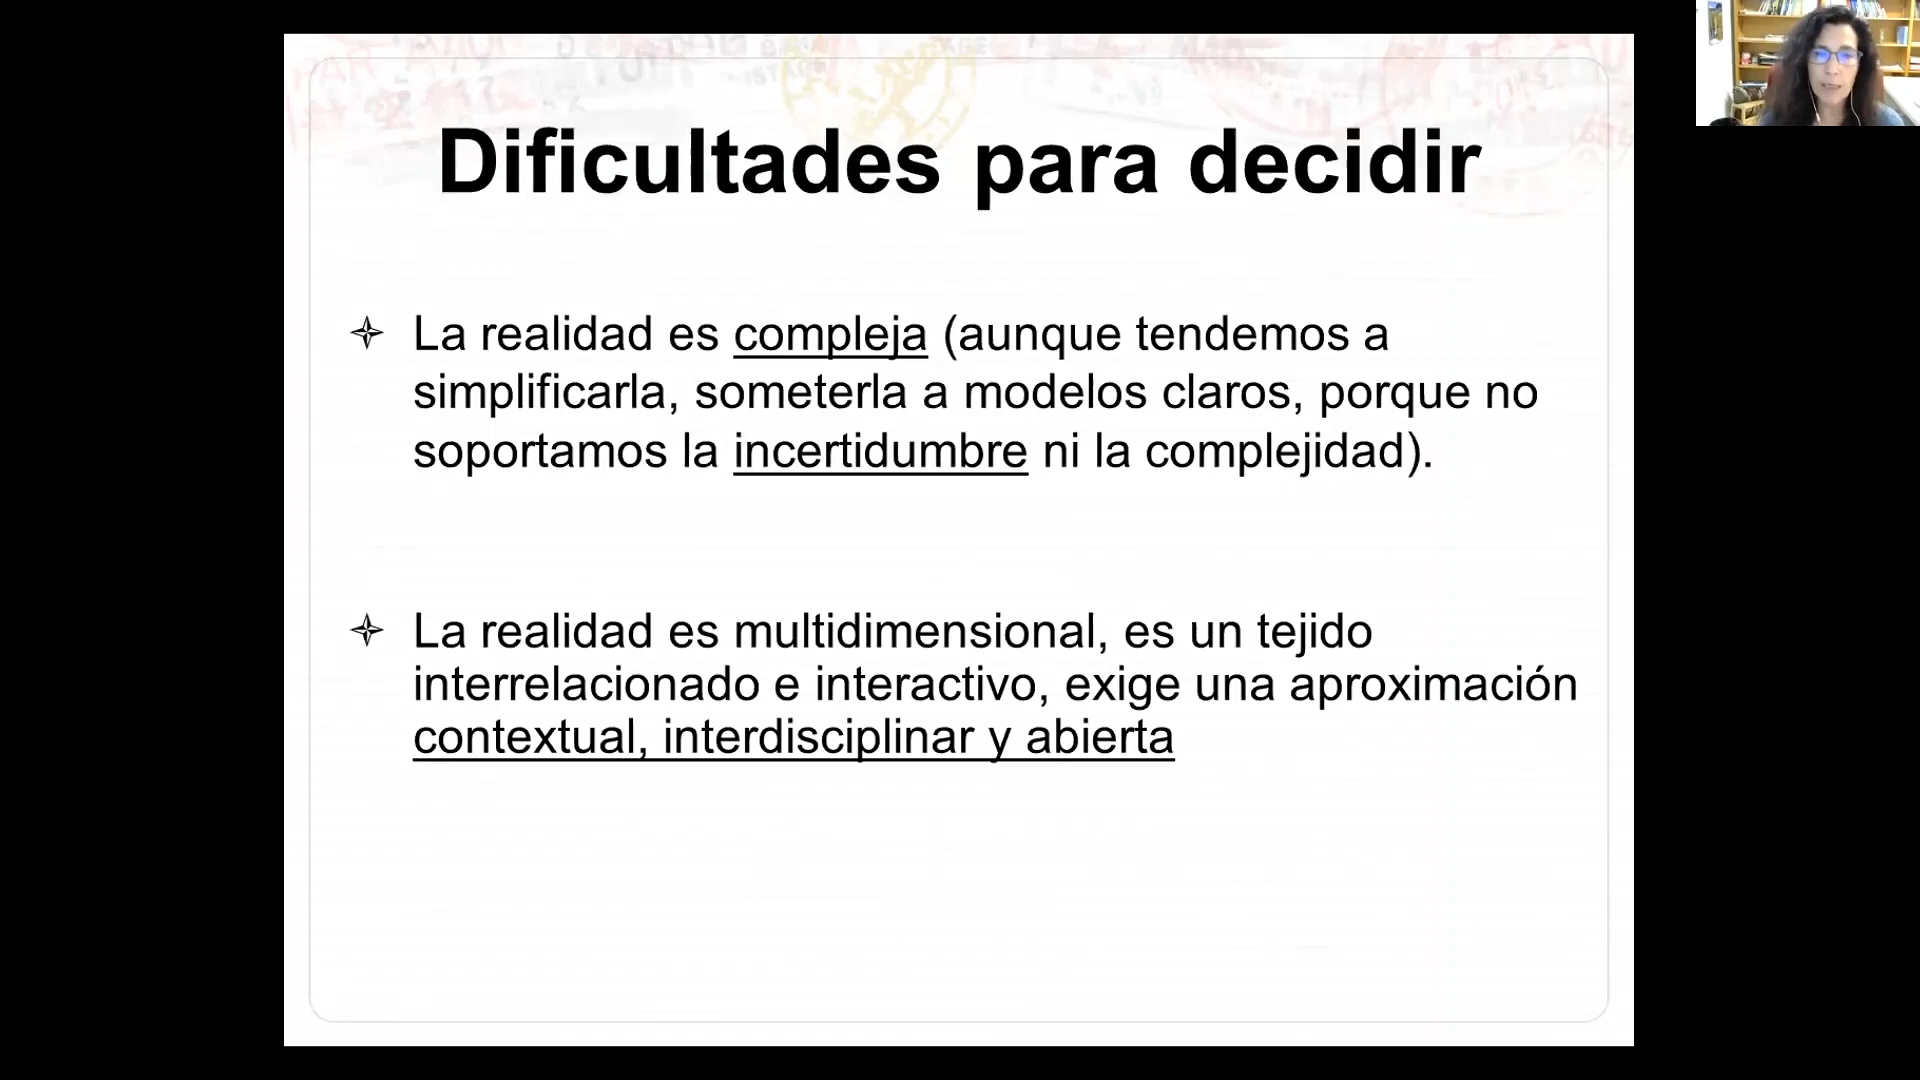 Dificultades para decidir
La realidad es compleja (aunque tendemos a
simplificarla, someterla a modelos claros, porque no
soportamos la incertidumbre ni la complejidad).
La realidad es multidimensional, es un tejido
interrelacionado e interactivo, exige una aproximación
contextual, interdisciplinar y abierta